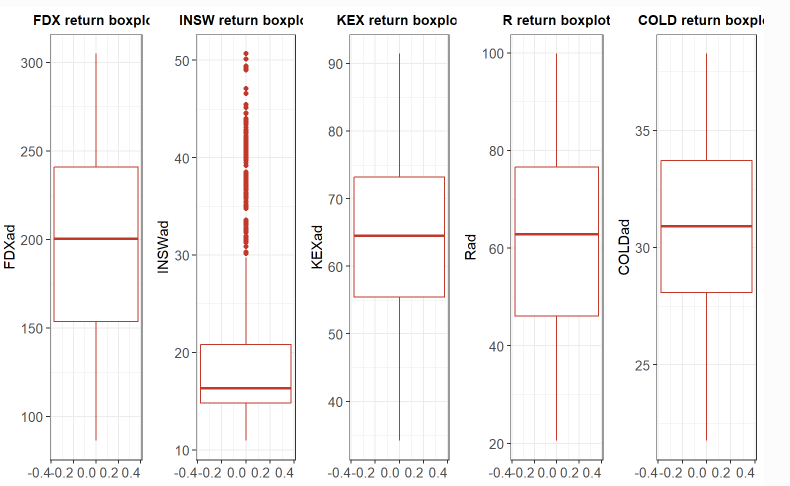 FDX return boxplo
INSW return boxplo
KEX return boxplo
R return boxplot
COLD return boxplo
FDXad
300
250
200
150
100
-0.4 -0.2 0.0 0.2 0.4
INSWad
50
40
30
20
10
-0.4 -0.2 0.0 0.2 0.4
KEXad
90
80
70
60
50
40
-0.4 -0.2 0.0 0.2 0.4
Rad
100
80
60
40
20
-0.4 -0.2 0.0 0.2 0.4
COLDad
35
30
25
-0.4 -0.2 0.0 0.2 0.4